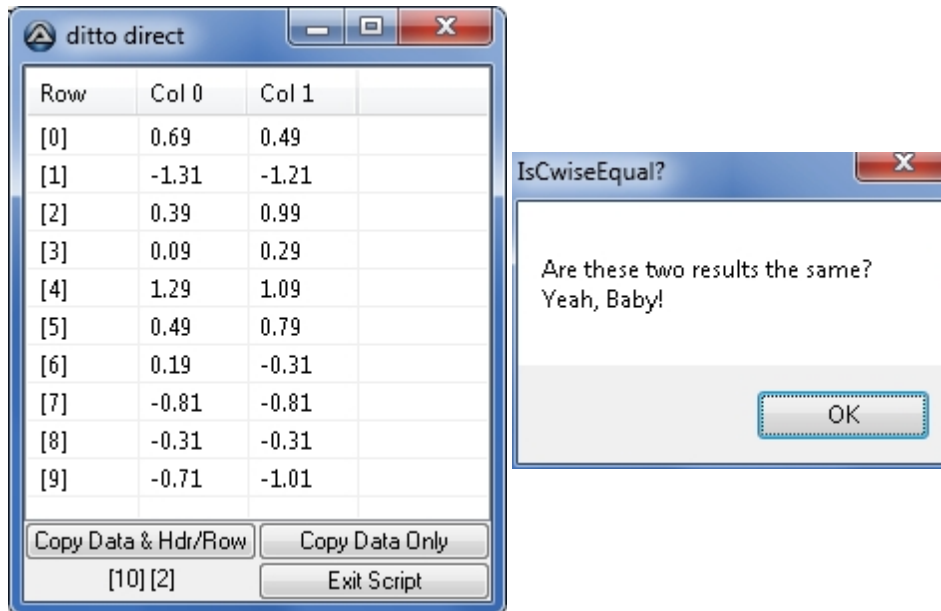 ditto direct
Row Col 0 Col 1
[0] 0.69 0.49
[1] -1.31 -1.21
[2] 0.39 0.99
[3] 0.09 0.29
[4] 1.29 1.09
[5] 0.49 0.79
[6] 0.19 -0.31
[7] -0.81 -0.81
[8] -0.31 -0.31
[9] -0.71 -1.01
Copy Data & Hdr/Row Copy Data Only
[10] [2] Exit Script
IsCwiseEqual?
Are these two results the same?
Yeah, Baby!
OK